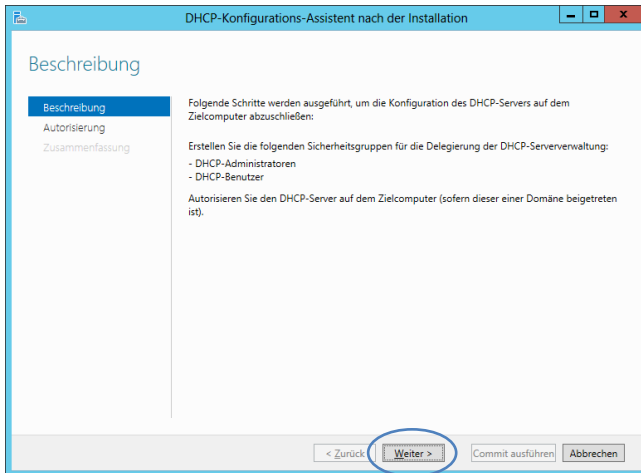 DHCP-Konfigurations-Assistent nach der Installation
Beschreibung
Beschreibung
Autorisierung
Zusammenfassung
Folgende Schritte werden ausgeführt, um die Konfiguration des DHCP-Servers auf dem
Zielcomputer abzuschließen:
Erstellen Sie die folgenden Sicherheitsgruppen für die Delegierung der DHCP-Serververwaltung:
- DHCP-Administratoren
- DHCP-Benutzer
Autorisieren Sie den DHCP-Server auf dem Zielcomputer (sofern dieser einer Domäne beigetreten
ist).
< Zurück
Weiter >
Commit ausführen
Abbrechen